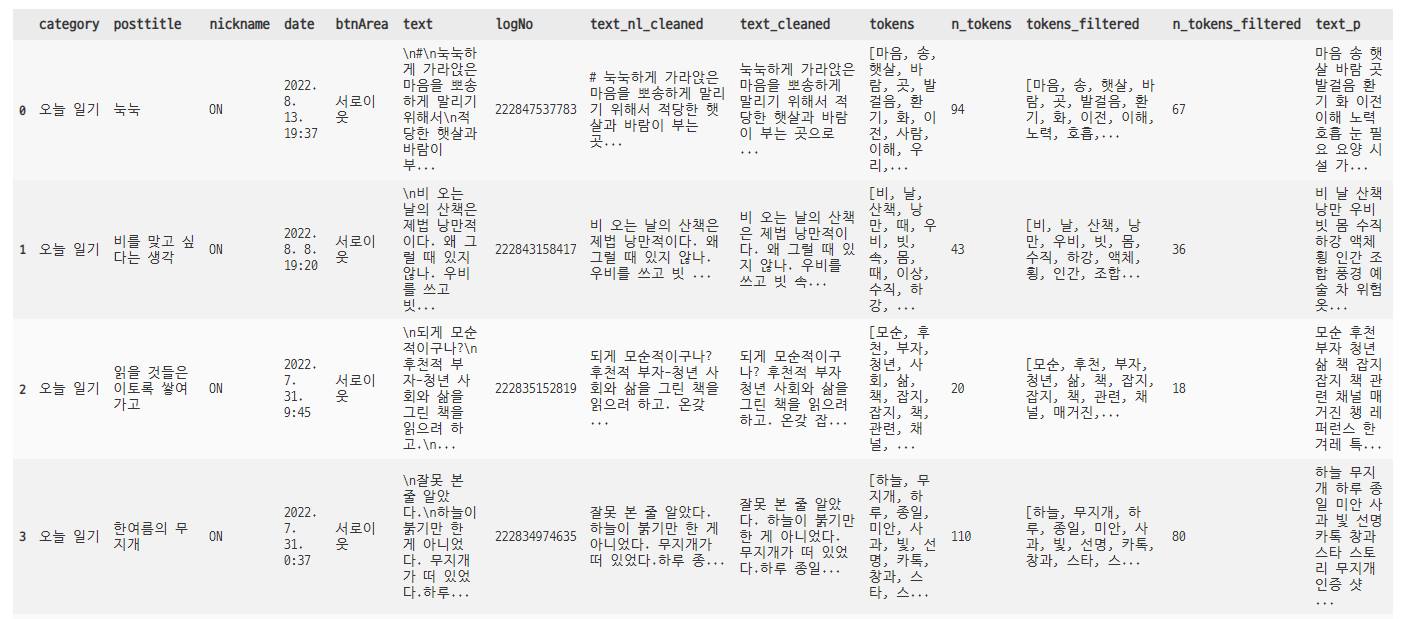 category posttitle nickname date btnArea text logNo text_nl_cleaned text_cleaned tokens n_tokens tokens_filtered n_tokens_filtered text_p
0
오늘 일기
눅눅
ON
2022.
8.
13.
19:37
서로이
웃
\n#\n눅눅하
게 가라앉은
마음을 뽀송
하게 말리기
위해서\n적
당한 햇살과
바람이
부...
222847537783
# 눅눅하게 가라앉은
마음을 뽀송하게 말리
기 위해서 적당한 햇
살과 바람이 부는
곳...
눅눅하게 가라앉은
마음을 뽀송하게
말리기 위해서 적
당한 햇살과 바람
이 부는 곳으로
...
[마음, 송,
햇살, 바
람, 곳, 발
걸음, 환
기, 화, 이
전, 사람,
이해, 우
리,...
94
[마음, 송, 햇살, 바
람, 곳, 발걸음, 환
기, 화, 이전, 이해,
노력, 호흡,...
67
마음 송 햇
살 바람 곳
발걸음 환
기 화 이전
이해 노력
호흡 눈 필
요 요양 시
설 가...
1
오늘 일기
비를 맞고 싶
다는 생각
ON
2022.
8. 8.
19:20
서로이
웃
\n비 오는
날의 산책은
제법 낭만적
이다. 왜 그
럴 때 있지
않나. 우비
를 쓰고
빗...
222843158417
비 오는 날의 산책은
제법 낭만적이다. 왜
그럴 때 있지 않나.
우비를 쓰고 빗 ...
비 오는 날의 산책
은 제법 낭만적이
다. 왜 그럴 때 있
지 않나. 우비를
쓰고 빗 속...
[비, 날,
산책, 낭
만, 때, 우
비, 빗,
속, 몸,
때, 이상,
수직, 하
강, ...
43
[비, 날, 산책, 낭
만, 우비, 빗, 몸,
수직, 하강, 액체,
횡, 인간, 조합...
36
비 날 산책
낭만 우비
빗 몸 수직
하강 액체
횡 인간 조
합 풍경 예
술 차 위험
옷...
2
오늘 일기
읽을 것들은
이토록 쌓여
가고
ON
2022.
7.
31.
9:45
서로이
웃
\n되게 모순
적이구나?\n
후천적 부
자-청년 사
회와 삶을
그린 책을
읽으려 하
고.\n...
222835152819
되게 모순적이구나?
후천적 부자-청년 사
회와 삶을 그린 책을
읽으려 하고. 온갖
...
되게 모순적이구
나? 후천적 부자
청년 사회와 삶을
그린 책을 읽으려
하고. 온갖 잡...
[모순, 후
천, 부자,
청년, 사
회, 삶,
책, 잡지,
잡지, 책,
관련, 채
널, ...
20
[모순, 후천, 부자,
청년, 삶, 책, 잡지,
잡지, 책, 관련, 채
널, 매거진,...
18
모순 후천
부자 청년
삶 책 잡지
잡지 책 관
련 채널 매
거진 챙 레
퍼런스 한
겨레 특...
3
오늘 일기
한여름의 무
지개
ON
2022.
7.
31.
0:37
서로이
웃
\n잘못 본
줄 알았
다.\n하늘이
붉기만 한
게 아니었
다. 무지개
가 떠 있었
다.하루...
222834974635
잘못 본 줄 알았다.
하늘이 붉기만 한 게
아니었다. 무지개가
떠 있었다.하루 종...
잘못 본 줄 알았
다. 하늘이 붉기만
한 게 아니었다.
무지개가 떠 있었
다.하루 종일...
[하늘, 무
지개, 하
루, 종일,
미안, 사
과, 빛, 선
명, 카톡,
창과, 스
타, 스...
110
[하늘, 무지개, 하
루, 종일, 미안, 사
과, 빛, 선명, 카톡,
창과, 스타, 스...
80
하늘 무지
개 하루 종
일 미안 사
과 빛 선명
카톡 창과
스타 스토
리 무지개
인증 샷
...